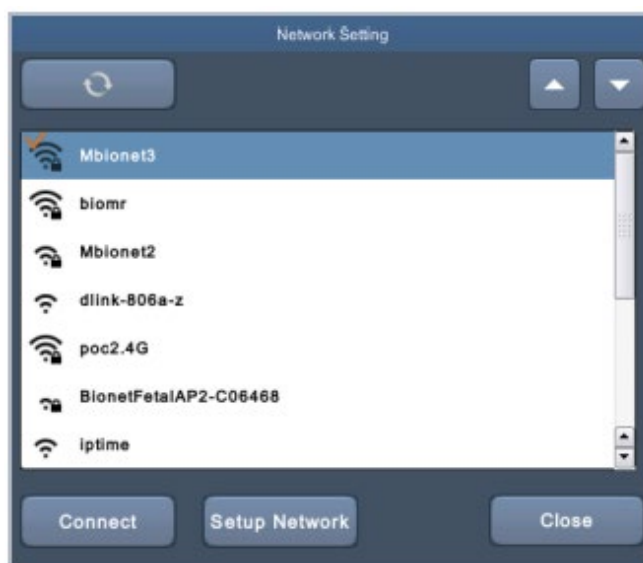 Network Setting
Mbionet3
biomr
Mbionet2
dlink-806a-z
poc2.4G
BionetFetalAP2-C06468
iptime
Connect
Setup Network
Close